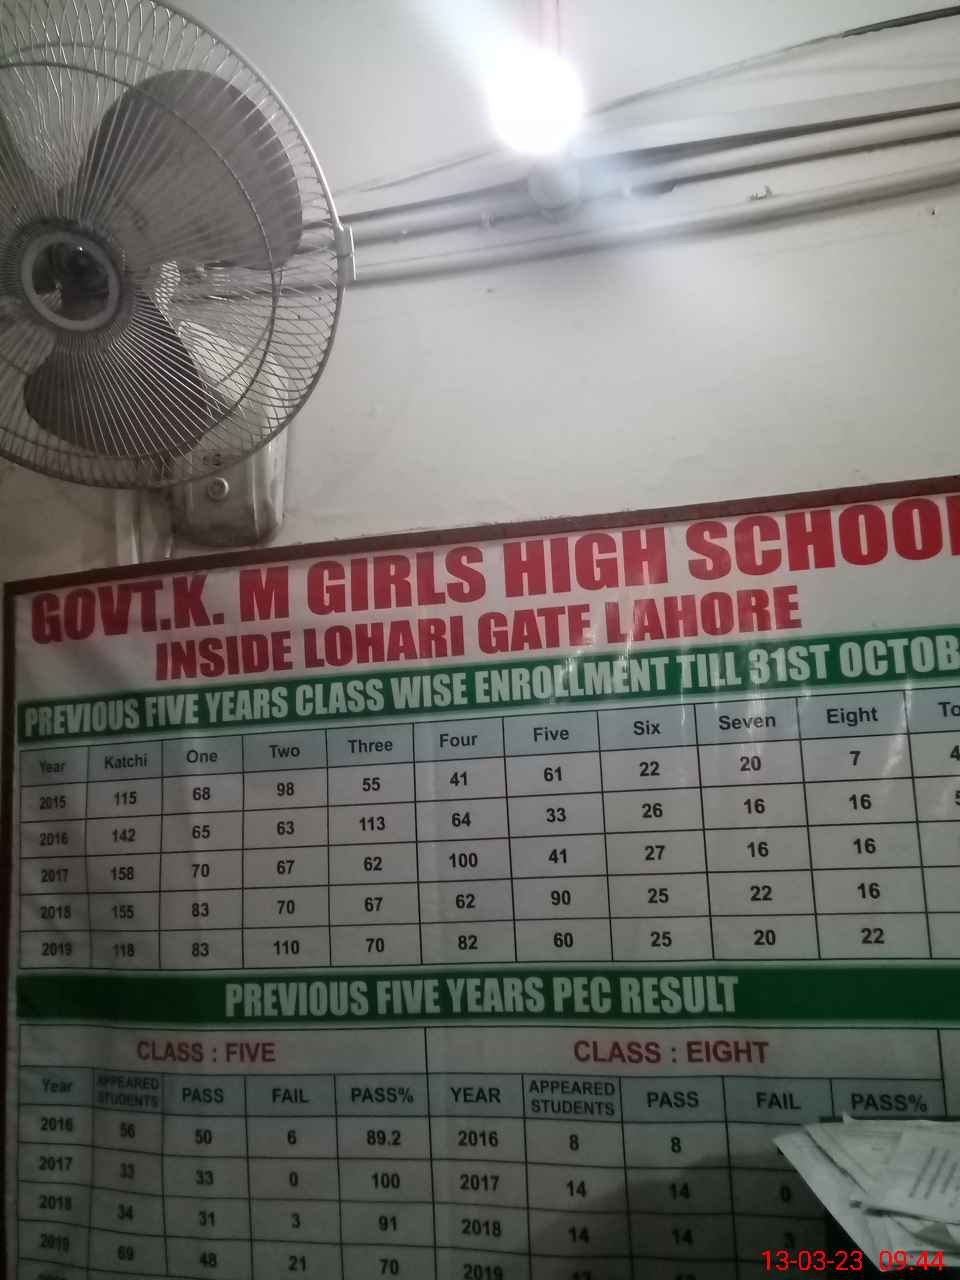 GOVT.K. M GIRLS HIGH SCHOOL
INSIDE LOHARI GATE LAHORE
PREVIOUS FIVE YEARS CLASS WISE ENROLLMENT TILL 31ST OCTOB
Year Katchi One Two Three Four Five Six Seven Eight To
2015 115 68 98 55 41 61 22 20 7 4
2016 142 65 63 113 64 33 26 16 16 5
2017 158 70 67 62 100 41 27 16 16
2018 155 83 70 67 62 90 25 22 16
2019 118 83 110 70 82 60 25 20 22
PREVIOUS FIVE YEARS PEC RESULT
CLASS : FIVE CLASS : EIGHT
Year APPEARED STUDENTS PASS FAIL PASS% YEAR APPEARED STUDENTS PASS FAIL PASS%
2016 56 50 6 89.2 2016 8 8
2017 33 33 0 100 2017 14 14 0
2018 34 31 3 91 2018 14 14 3
2019 69 48 21 70 2019
13-03-23 09:44